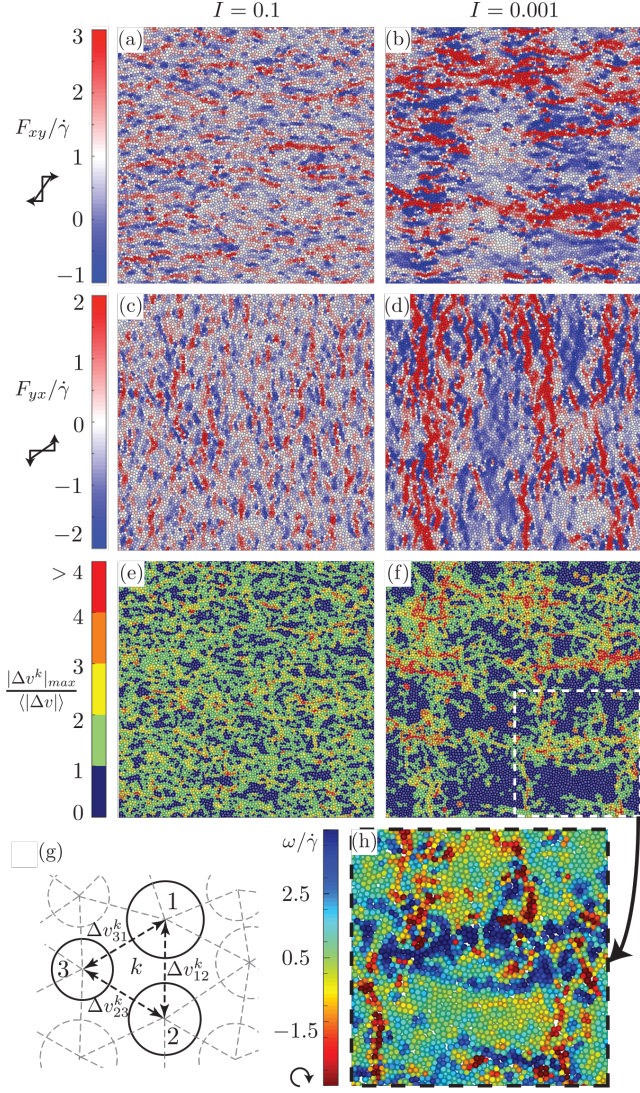 I = 0.1
I = 0.001
3
2
1
0
−1
F_{xy}/γ̇
(a)
(b)
2
1
0
−1
−2
F_{yx}/γ̇
(c)
(d)
> 4
4
3
2
1
0
|Δv^k|_{max}
⟨|Δv|⟩
(e)
(f)
(g)
1
2
3
k
Δv^k_{31}
Δv^k_{12}
Δv^k_{23}
ω/γ̇
2.5
0.5
−1.5
(h)